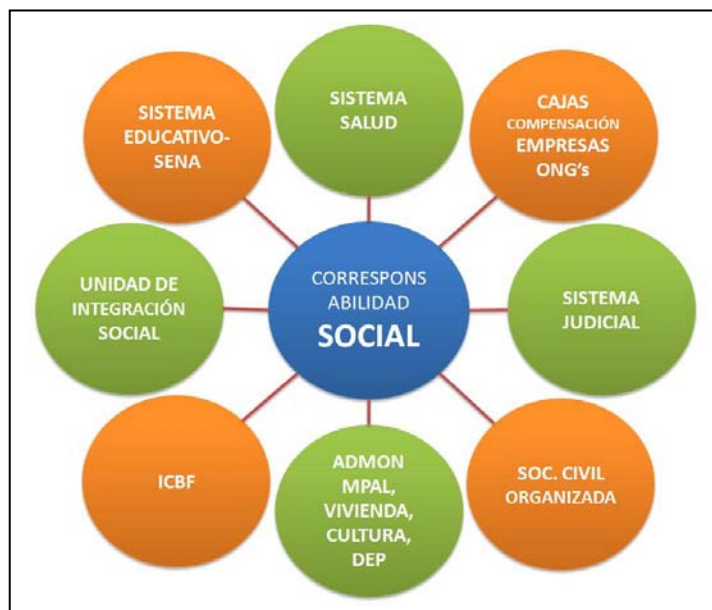 SISTEMA
EDUCATIVO-
SENA
SISTEMA
SALUD
CAJAS
COMPENSACIÓN
EMPRESAS
ONG's
UNIDAD DE
INTEGRACIÓN
SOCIAL
CORRESPONS
ABILIDAD
SOCIAL
SISTEMA
JUDICIAL
ICBF
ADMON
MPAL,
VIVIENDA,
CULTURA,
DEP
SOC. CIVIL
ORGANIZADA